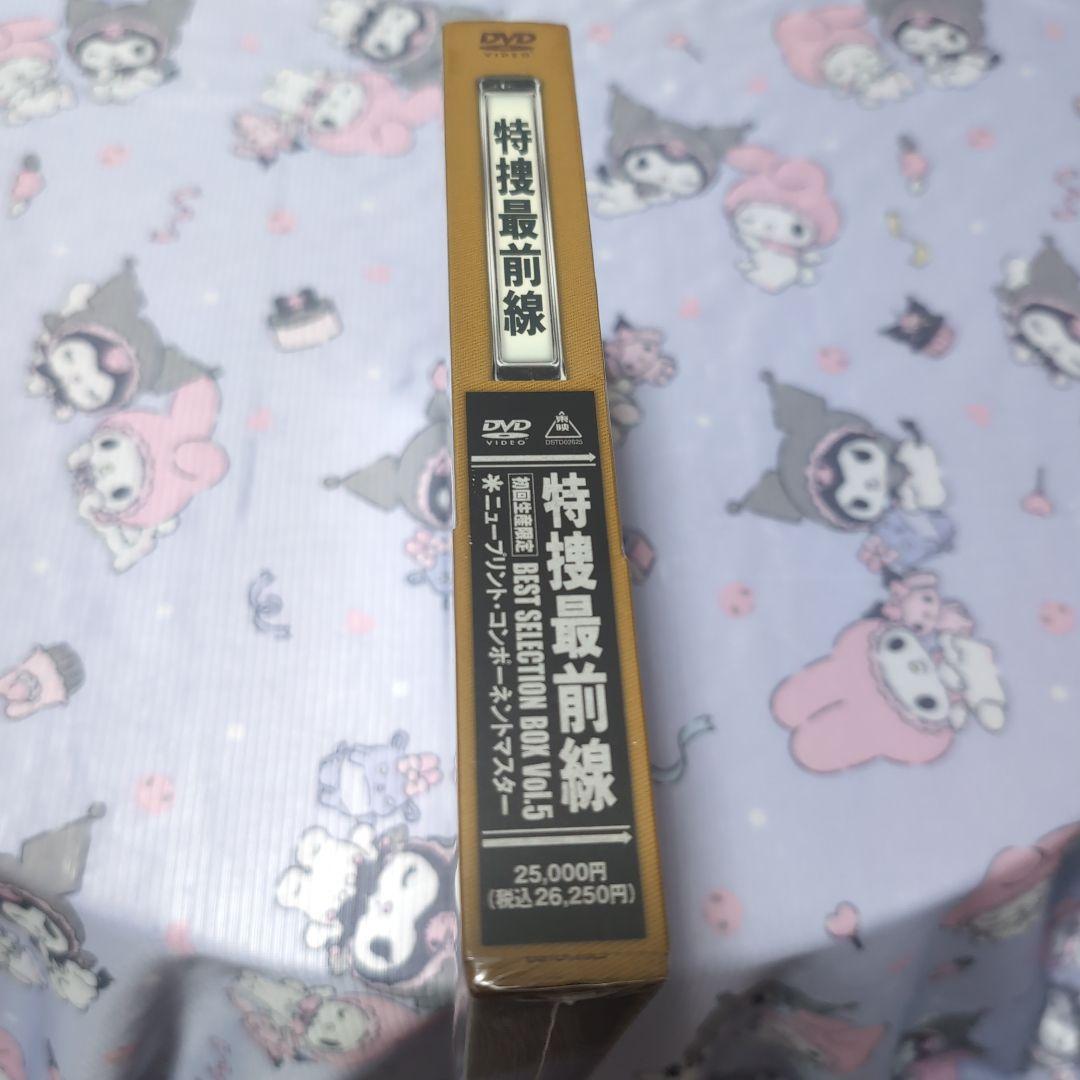 DVD
VIDEO
特捜最前線
DVD
VIDEO
東映
DSTD02625
特捜最前線
初回生産限定 BEST SELECTION BOX Vol.5
*ニュープリント・コンポーネントマスター
25,000円
(税込26,250円)